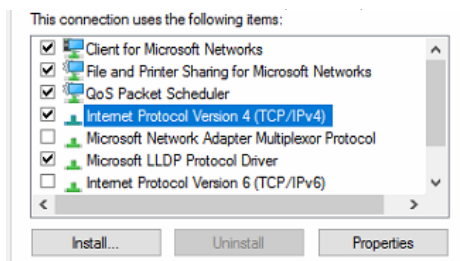 This connection uses the following items:
Client for Microsoft Networks
File and Printer Sharing for Microsoft Networks
QoS Packet Scheduler
Internet Protocol Version 4 (TCP/IPv4)
Microsoft Network Adapter Multiplexor Protocol
Microsoft LLDP Protocol Driver
Internet Protocol Version 6 (TCP/IPv6)
Install... Uninstall Properties